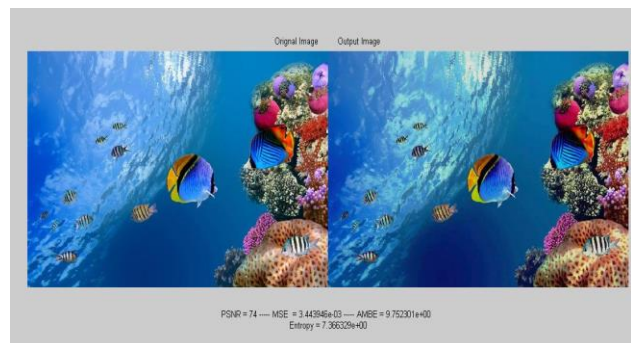 Orignal Image Output Image
PSNR = 74 ---- MSE = 3.443946e-03 ---- AMBE = 9.752301e+00
Entropy = 7.366329e+00